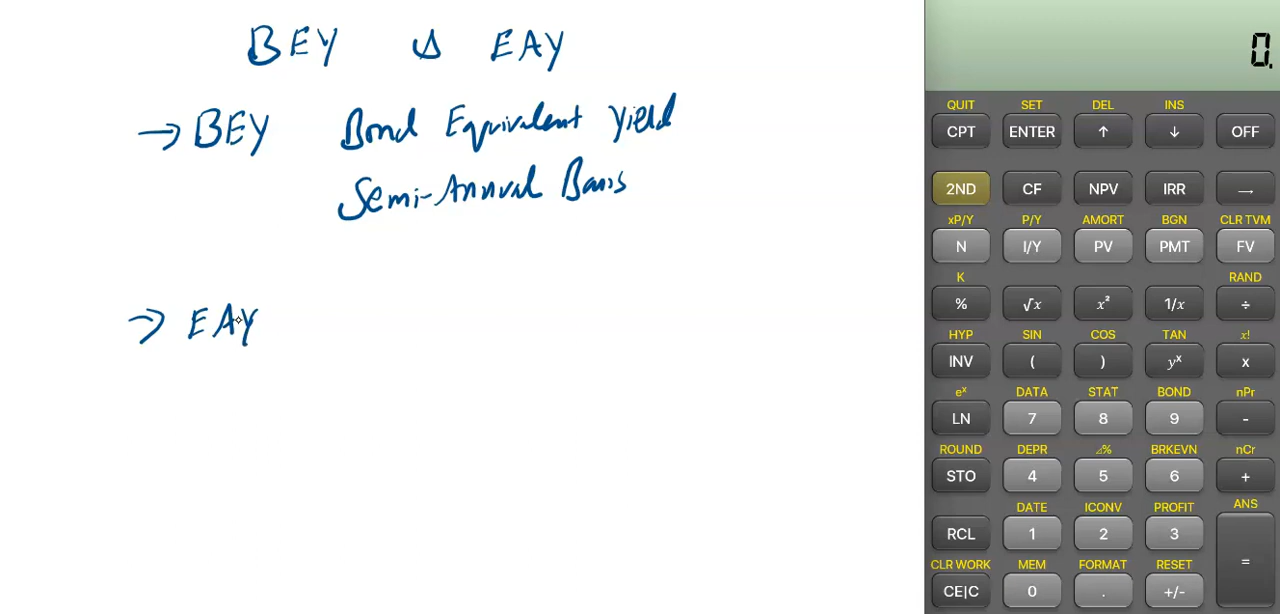 BEY & EAY
→ BEY Bond Equivalent Yield
Semi-Annual Basis
→ EAY
0.
QUIT SET DEL INS
CPT ENTER ↑ ↓ OFF
2ND CF NPV IRR →
xP/Y P/Y AMORT BGN CLR TVM
N I/Y PV PMT FV
K RAND
% √x x² 1/x ÷
HYP SIN COS TAN x!
INV ( ) yˣ x
eˣ DATA STAT BOND nPr
LN 7 8 9 -
ROUND DEPR ⊿% BRKEVN nCr
STO 4 5 6 +
DATE ICONV PROFIT ANS
RCL 1 2 3 =
CLR WORK MEM FORMAT RESET
CE|C 0 . +/-